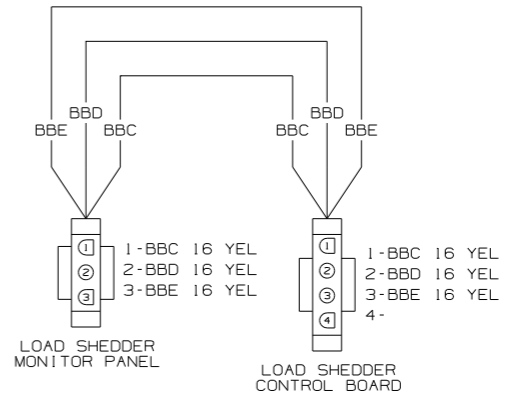 BBD BBD
BBE BBC BBC BBE
1 1-BBC 16 YEL
2 2-BBD 16 YEL
3 3-BBE 16 YEL
LOAD SHEDDER
MONITOR PANEL
1 1-BBC 16 YEL
2 2-BBD 16 YEL
3 3-BBE 16 YEL
4 4-
LOAD SHEDDER
CONTROL BOARD